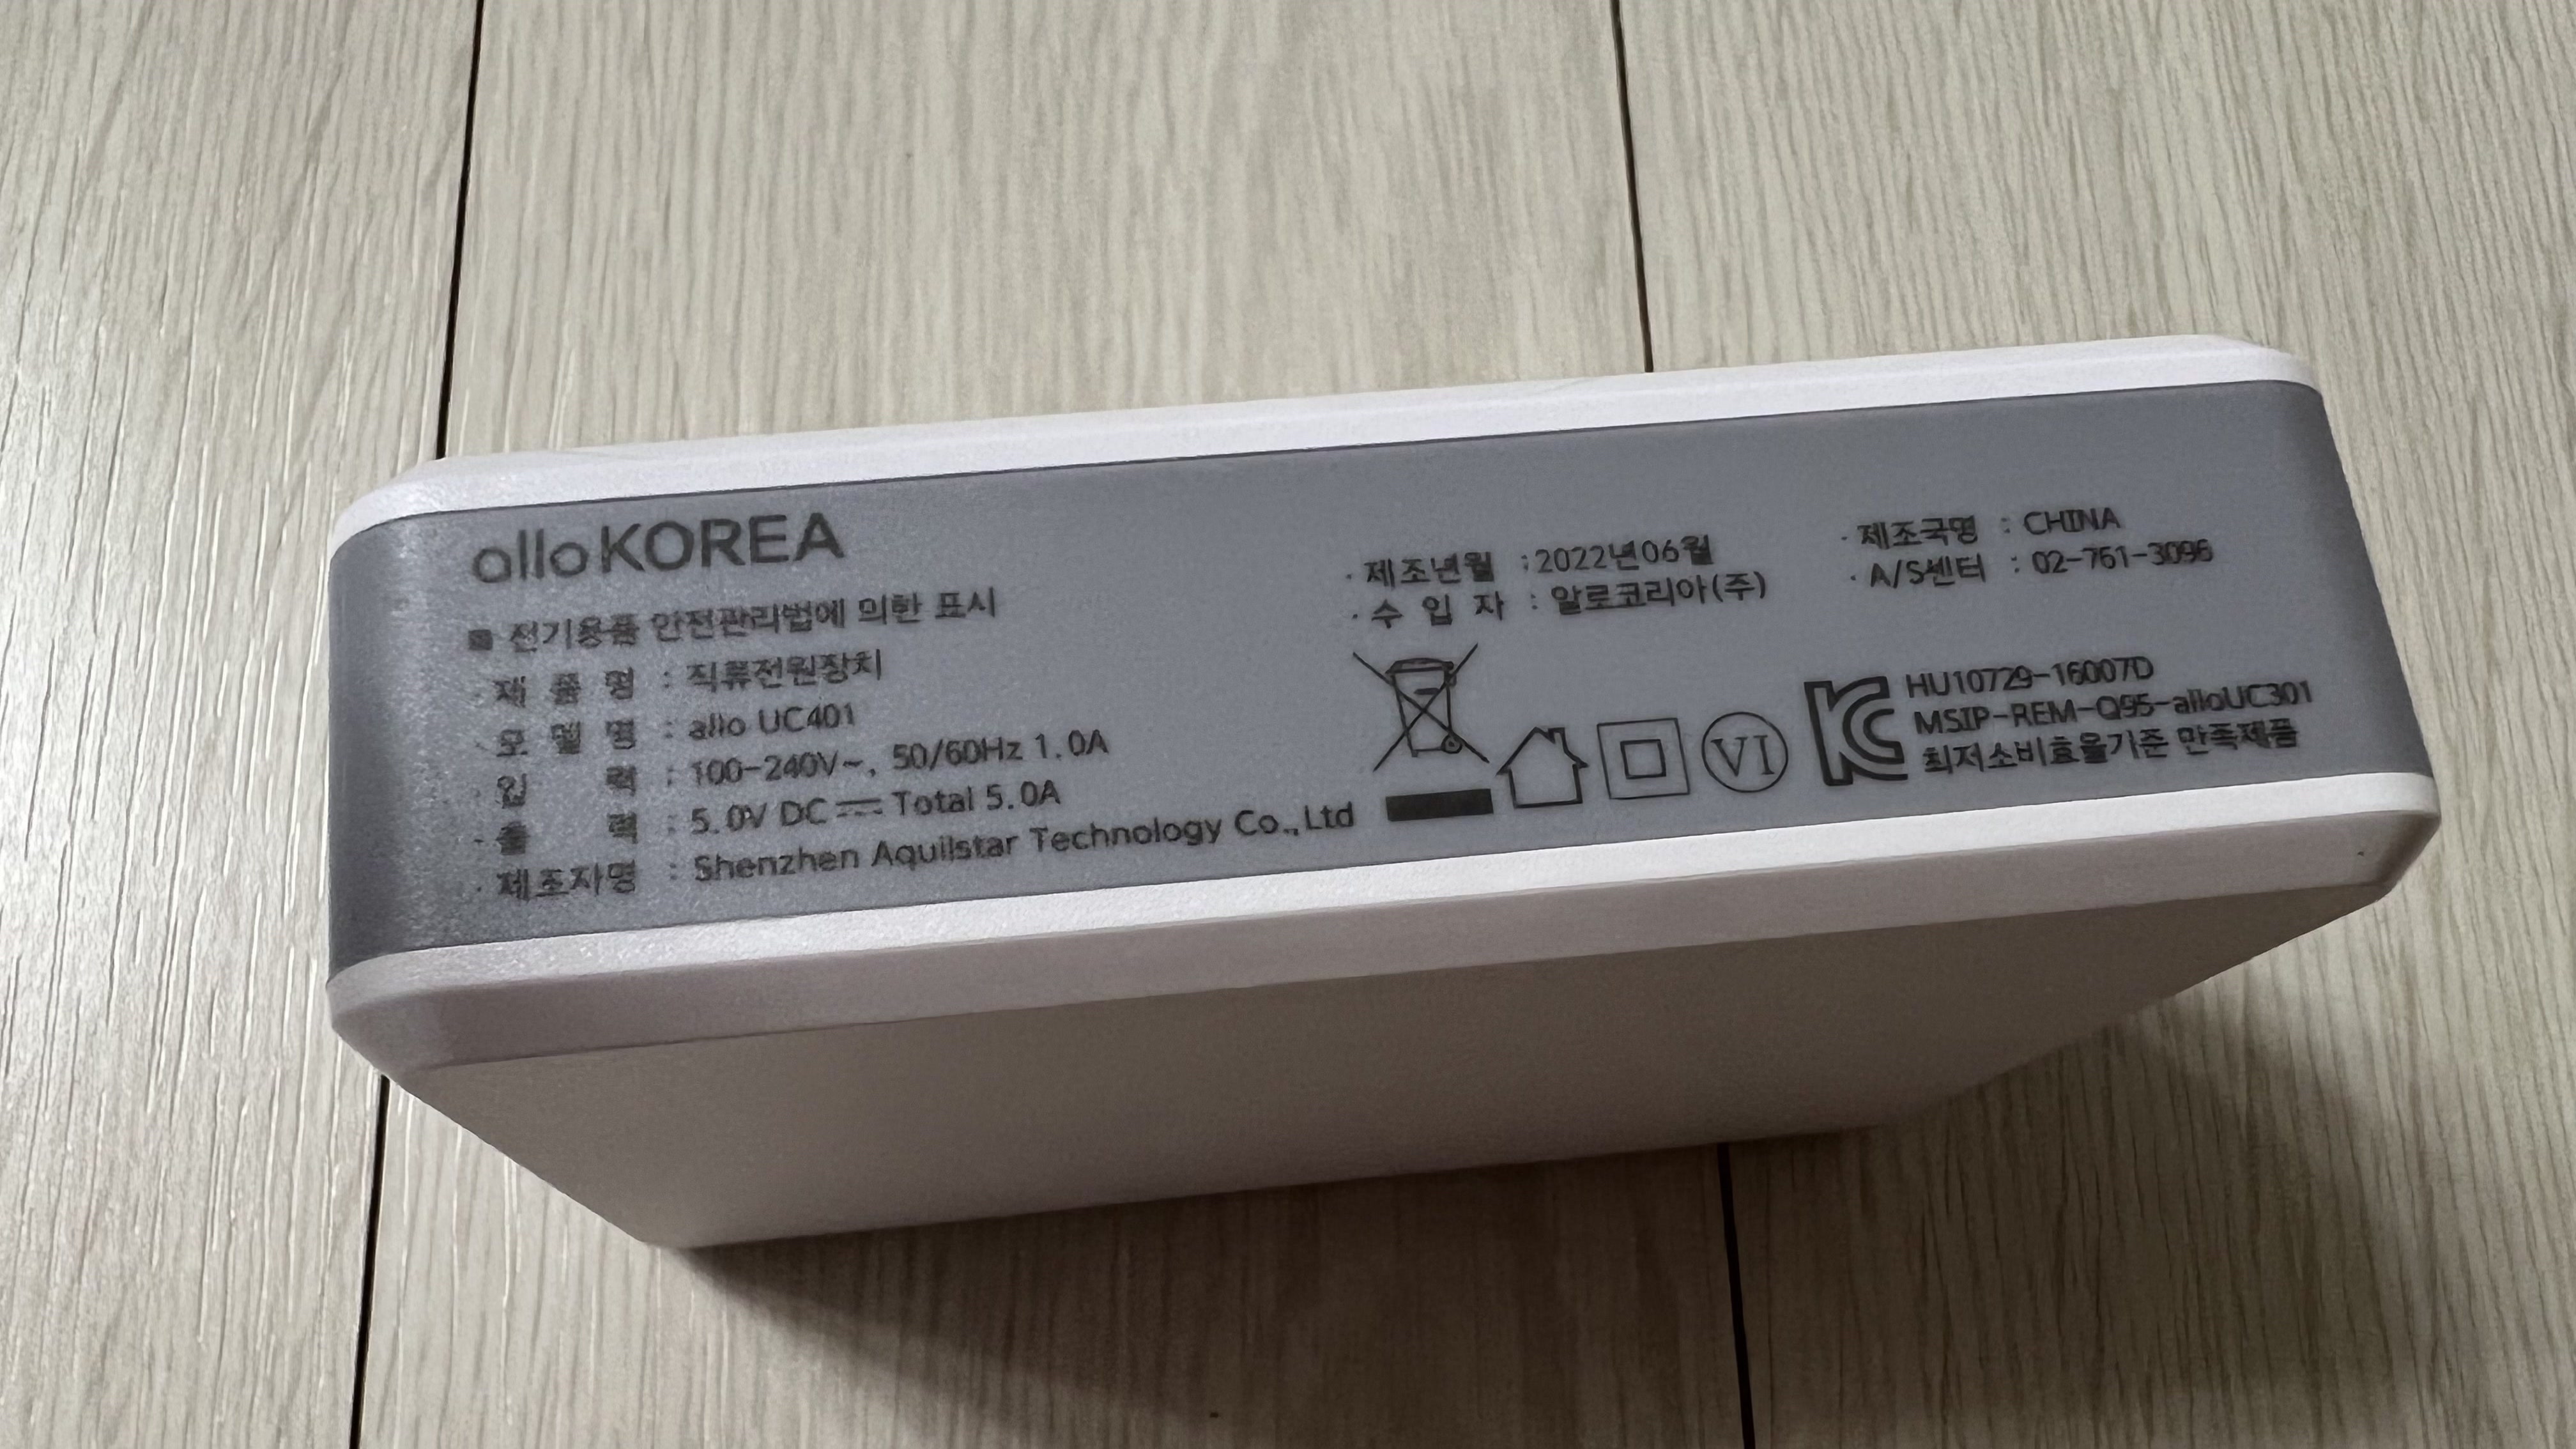 alloKOREA
■ 전기용품 안전관리법에 의한 표시
· 제 품 명 : 직류전원장치
· 모 델 명 : allo UC401
· 입 력 : 100-240V~, 50/60Hz 1.0A
· 출 력 : 5.0V DC ⎓ Total 5.0A
· 제조자명 : Shenzhen Aquilstar Technology Co.,Ltd
· 제조년월 : 2022년06월
· 수 입 자 : 알로코리아(주)
· 제조국명 : CHINA
· A/S센터 : 02-761-3096
VI
KC
HU10729-16007D
MSIP-REM-Q95-alloUC301
최저소비효율기준 만족제품